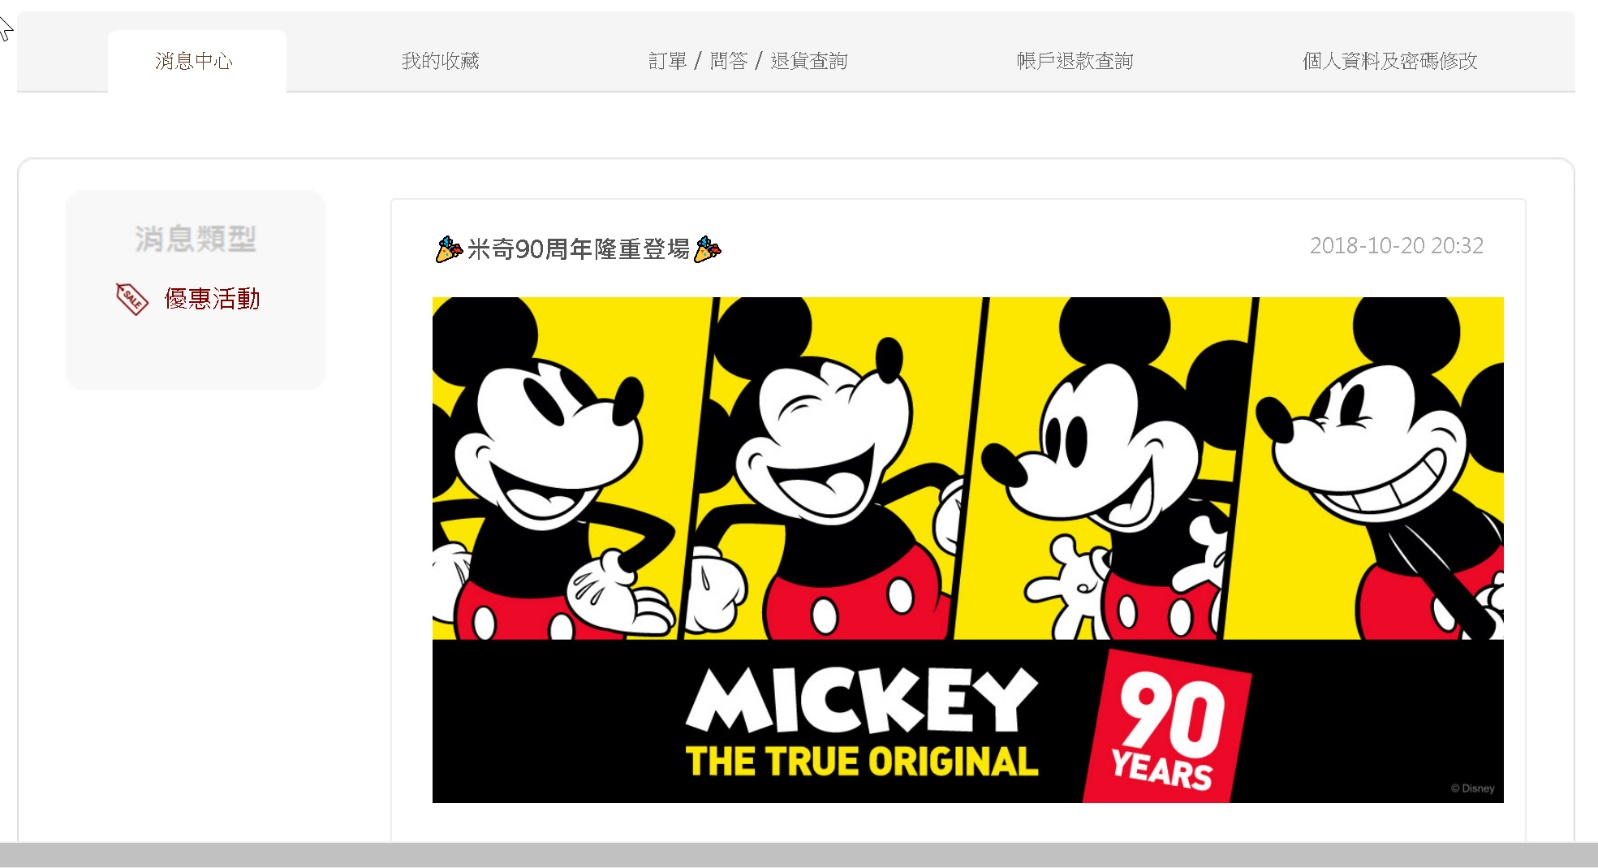 消息中心
我的收藏
訂單 / 問答 / 退貨查詢
帳戶退款查詢
個人資料及密碼修改
消息類型
SALE 優惠活動
🎉米奇90周年隆重登場🎉
2018-10-20 20:32
MICKEY
THE TRUE ORIGINAL
90
YEARS
© Disney